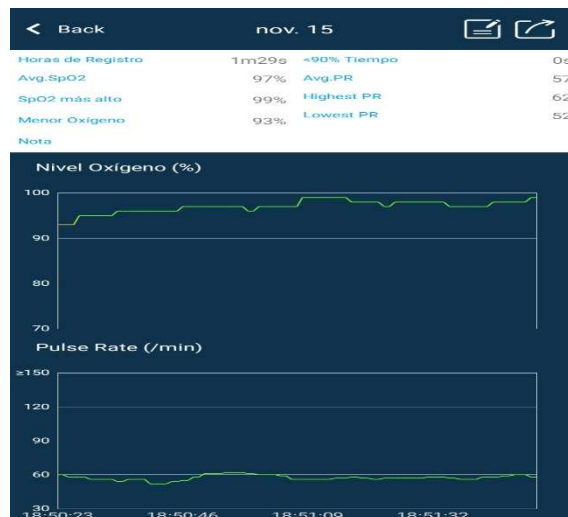 Back nov. 15
Horas de Registro 1m29s <90% Tiempo 0s
Avg.SpO2 97% Avg.PR 57
SpO2 más alto 99% Highest PR 62
Menor Oxígeno 93% Lowest PR 52
Nota
Nivel Oxígeno (%)
100
90
80
70
Pulse Rate (/min)
≥150
120
90
60
30
18:50:23 18:50:46 18:51:09 18:51:32